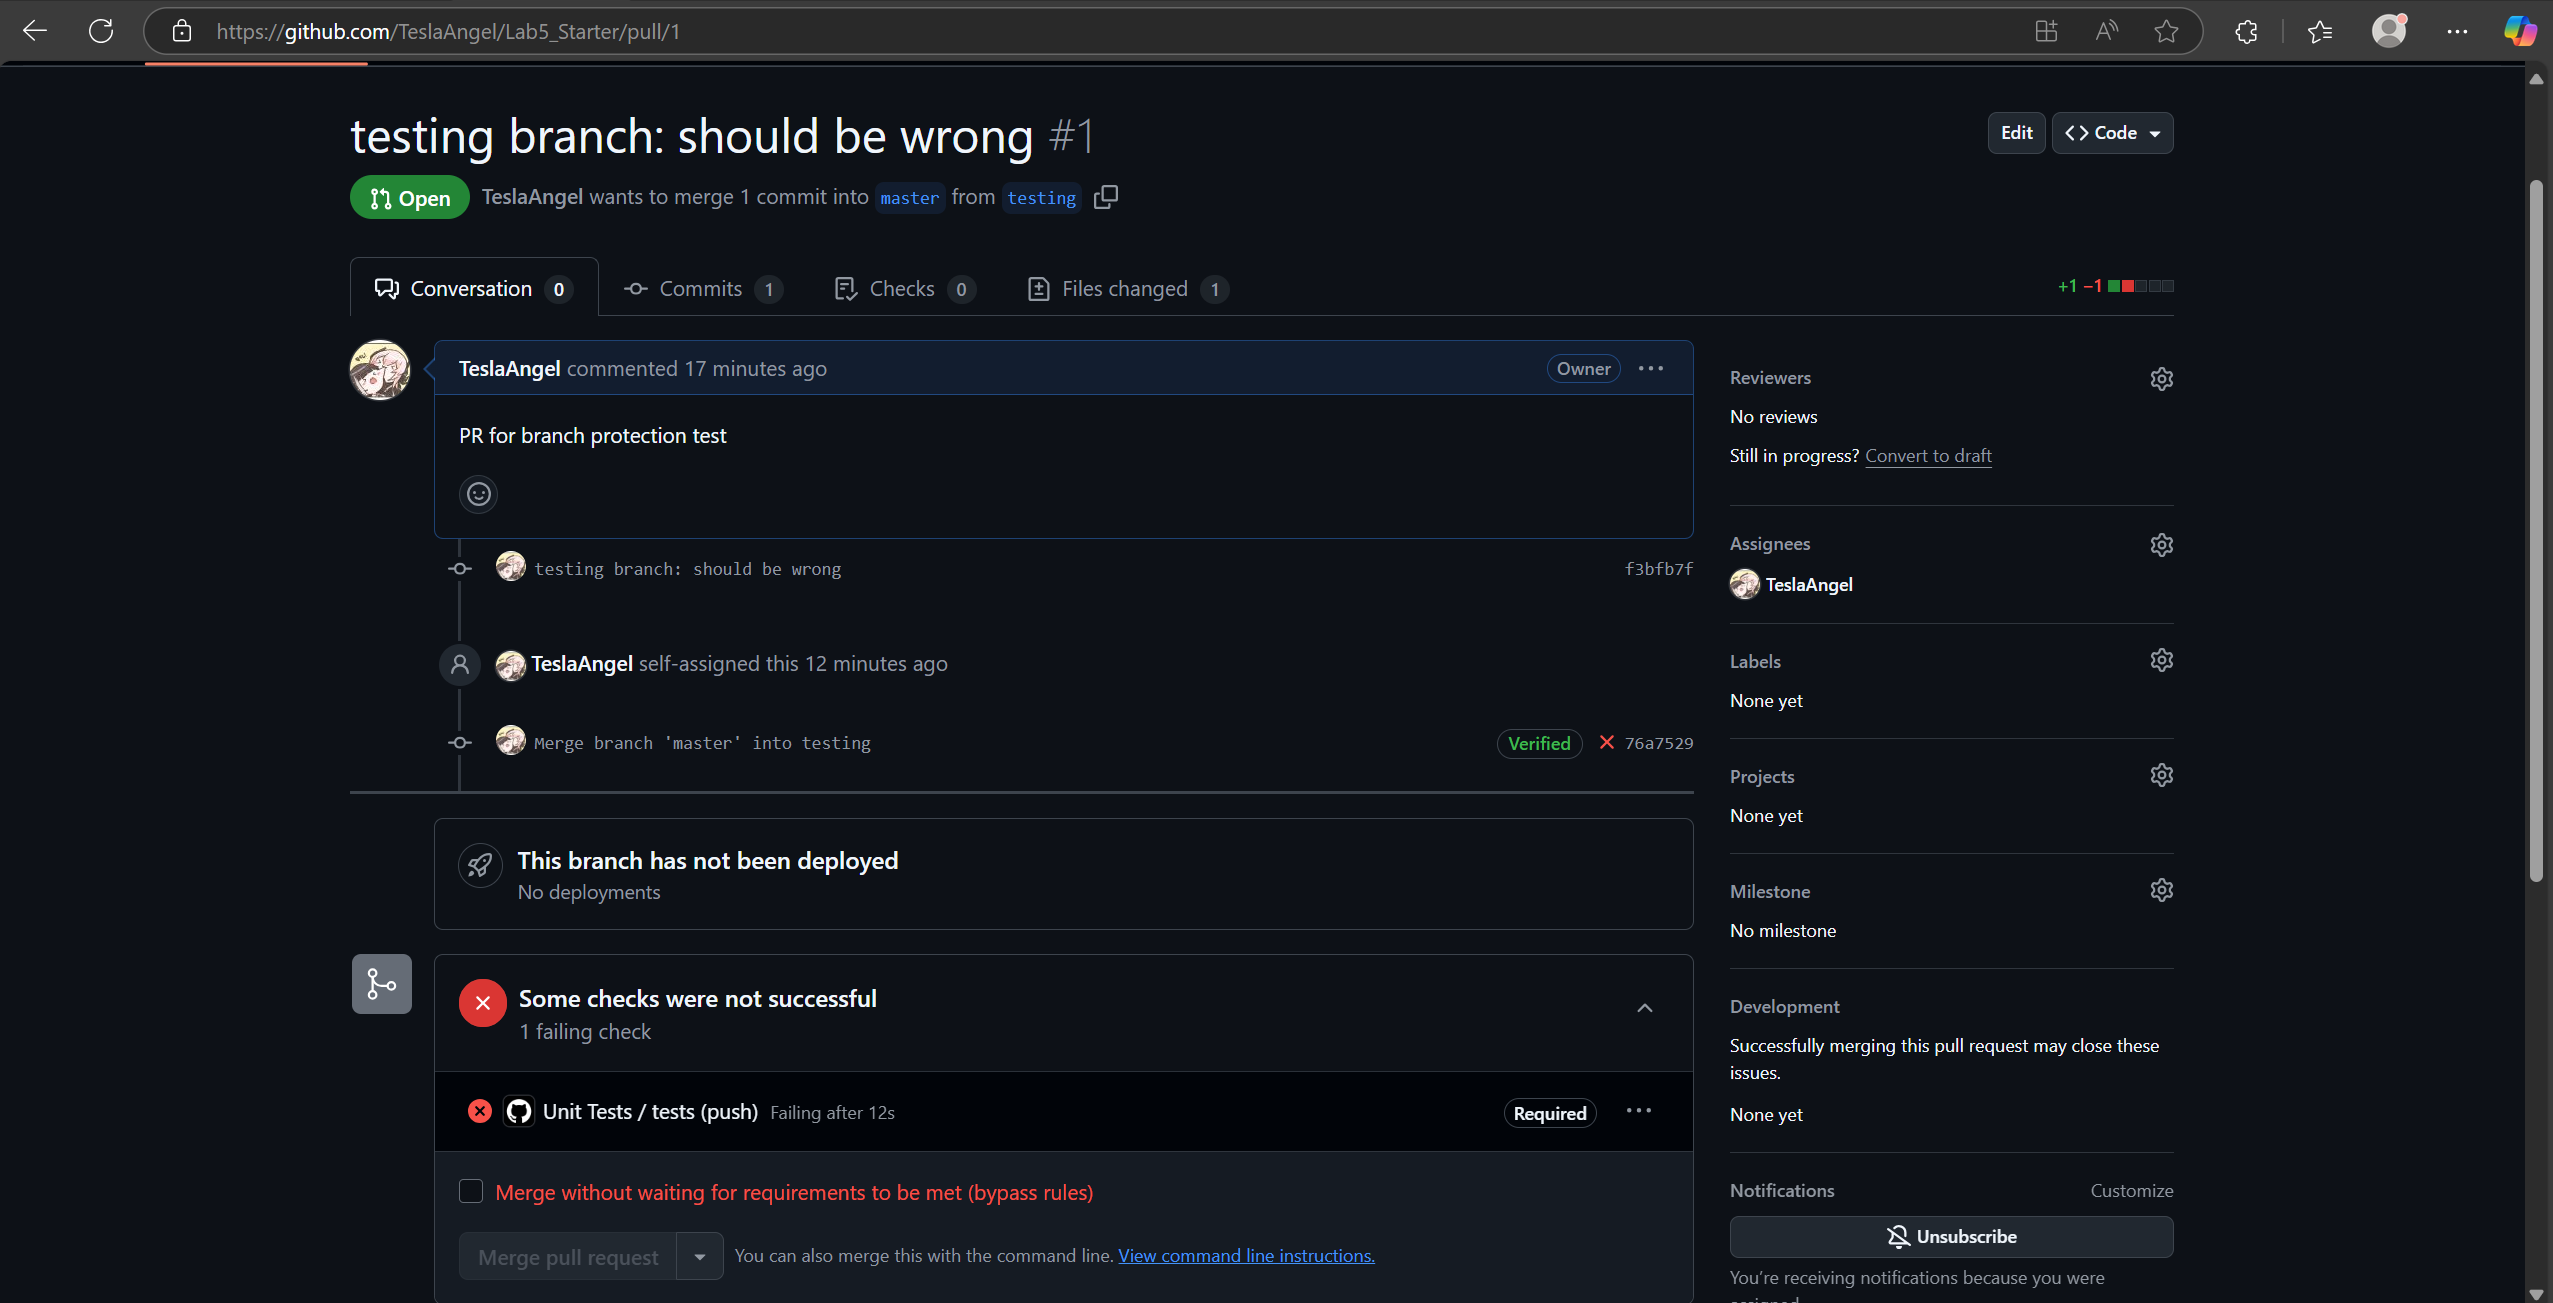 https://github.com/TeslaAngel/Lab5_Starter/pull/1
testing branch: should be wrong #1
Edit
Code
Open
TeslaAngel wants to merge 1 commit into master from testing
Conversation 0
Commits 1
Checks 0
Files changed 1
+1 −1
TeslaAngel commented 17 minutes ago
Owner
PR for branch protection test
testing branch: should be wrong
f3bfb7f
TeslaAngel self-assigned this 12 minutes ago
Merge branch 'master' into testing
Verified
76a7529
This branch has not been deployed
No deployments
Some checks were not successful
1 failing check
Unit Tests / tests (push) Failing after 12s
Required
Merge without waiting for requirements to be met (bypass rules)
Merge pull request
You can also merge this with the command line. View command line instructions.
Reviewers
No reviews
Still in progress? Convert to draft
Assignees
TeslaAngel
Labels
None yet
Projects
None yet
Milestone
No milestone
Development
Successfully merging this pull request may close these
issues.
None yet
Notifications
Customize
Unsubscribe
You’re receiving notifications because you were